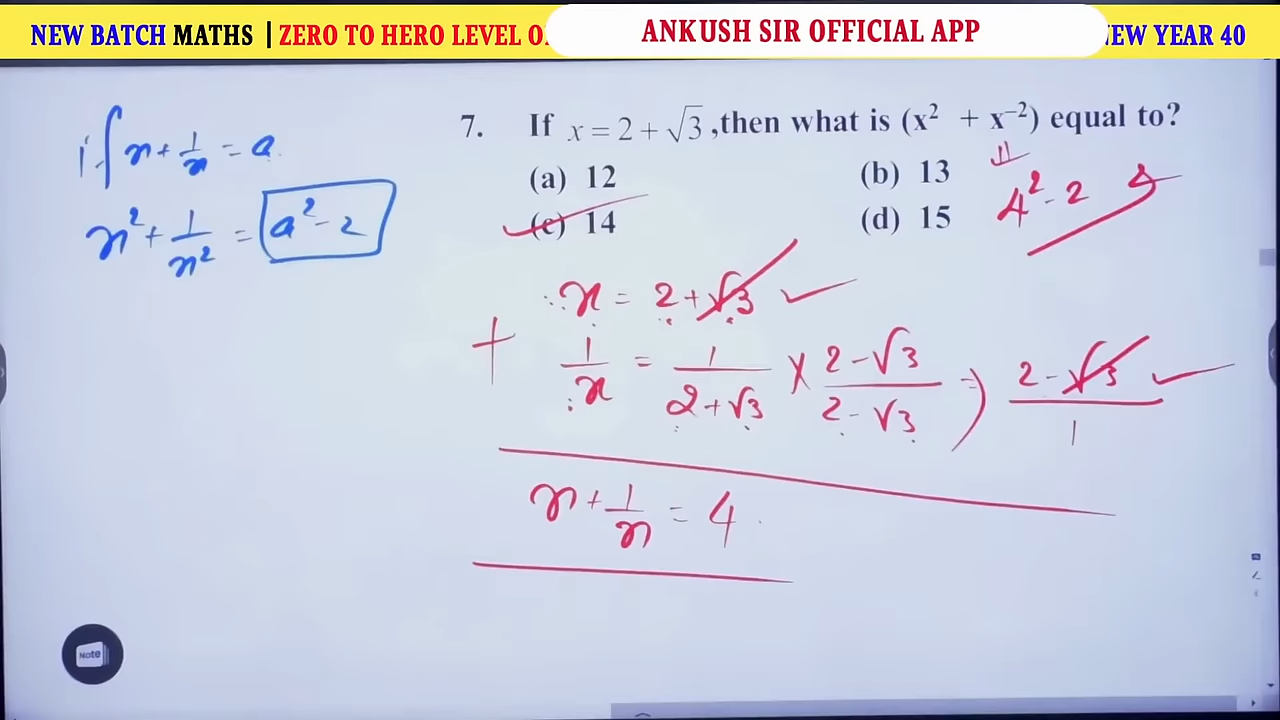 NEW BATCH MATHS | ZERO TO HERO LEVEL O
ANKUSH SIR OFFICIAL APP
NEW YEAR 40
if x + 1/x = a
x² + 1/x² = a² - 2
7. If x = 2 + √3 ,then what is (x² + x⁻²) equal to?
(a) 12 (b) 13
(c) 14 (d) 15
4² - 2
x = 2 + √3
+ 1/x = 1/(2+√3) × (2-√3)/(2-√3) ⇒ (2-√3)/1
x + 1/x = 4
Note